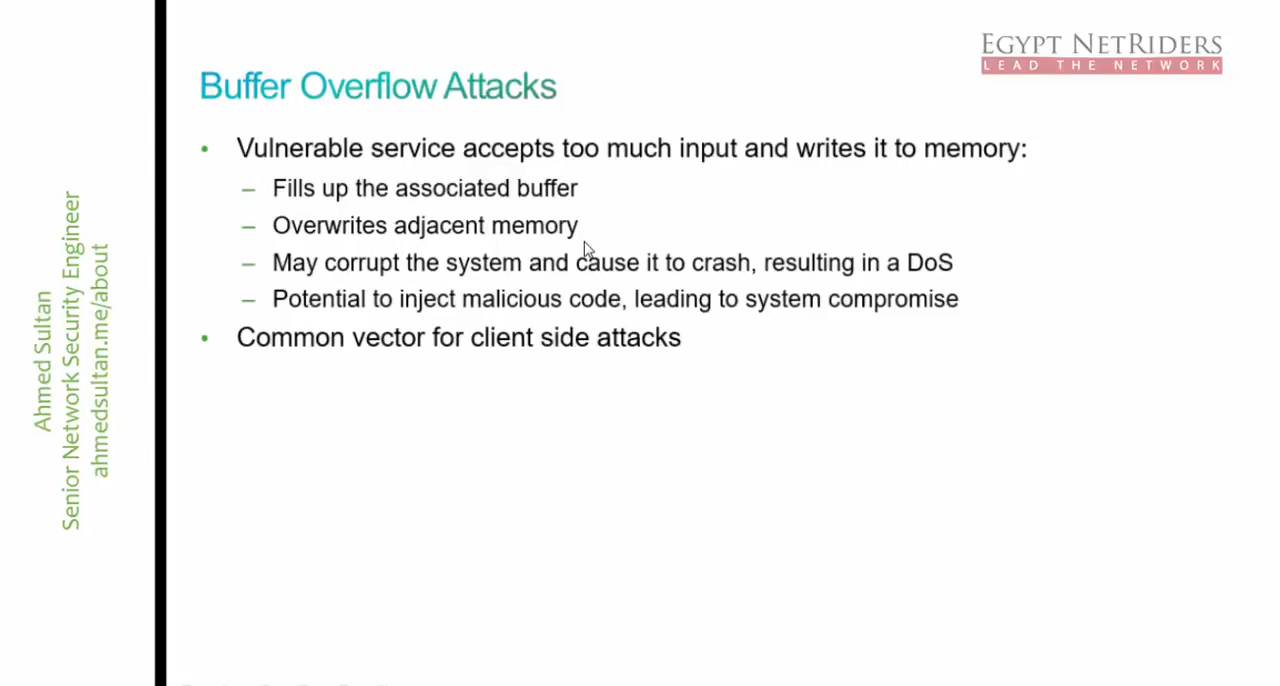 EGYPT NETRIDERS
LEAD THE NETWORK
Buffer Overflow Attacks
• Vulnerable service accepts too much input and writes it to memory:
– Fills up the associated buffer
– Overwrites adjacent memory
– May corrupt the system and cause it to crash, resulting in a DoS
– Potential to inject malicious code, leading to system compromise
• Common vector for client side attacks
Ahmed Sultan
Senior Network Security Engineer
ahmedsultan.me/about